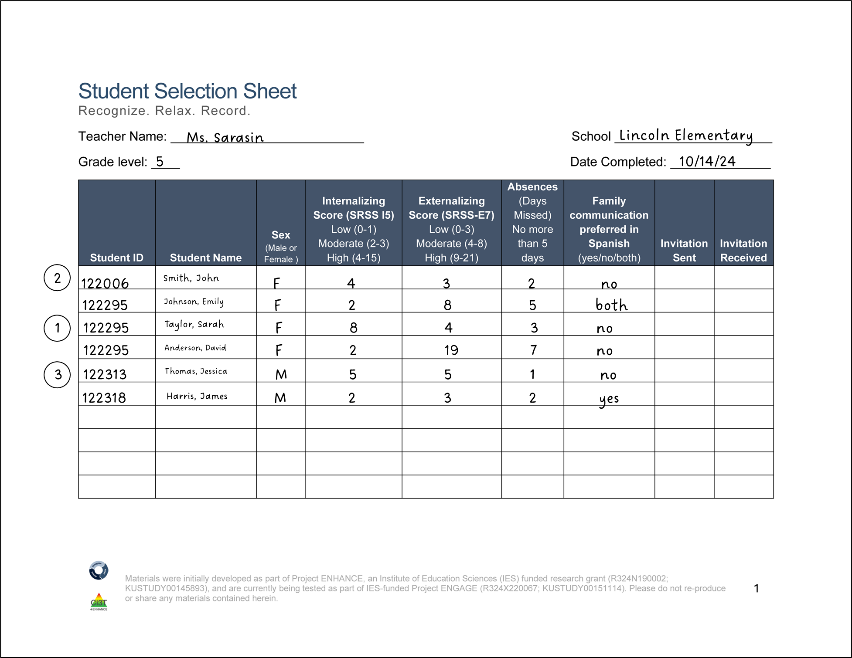 Student Selection Sheet
Recognize. Relax. Record.
Teacher Name: Ms. Sarasin School Lincoln Elementary
Grade level: 5 Date Completed: 10/14/24
Student ID Student Name Sex (Male or Female ) Internalizing Score (SRSS I5) Low (0-1) Moderate (2-3) High (4-15) Externalizing Score (SRSS-E7) Low (0-3) Moderate (4-8) High (9-21) Absences (Days Missed) No more than 5 days Family communication preferred in Spanish (yes/no/both) Invitation Sent Invitation Received
2 122006 Smith, John F 4 3 2 no
122295 Johnson, Emily F 2 8 5 both
1 122295 Taylor, Sarah F 8 4 3 no
122295 Anderson, David F 2 19 7 no
3 122313 Thomas, Jessica M 5 5 1 no
122318 Harris, James M 2 3 2 yes
Materials were initially developed as part of Project ENHANCE, an Institute of Education Sciences (IES) funded research grant (R324N190002;
KUSTUDY00145893), and are currently being tested as part of IES-funded Project ENGAGE (R324X220067; KUSTUDY00151114). Please do not re-produce
or share any materials contained herein.
1